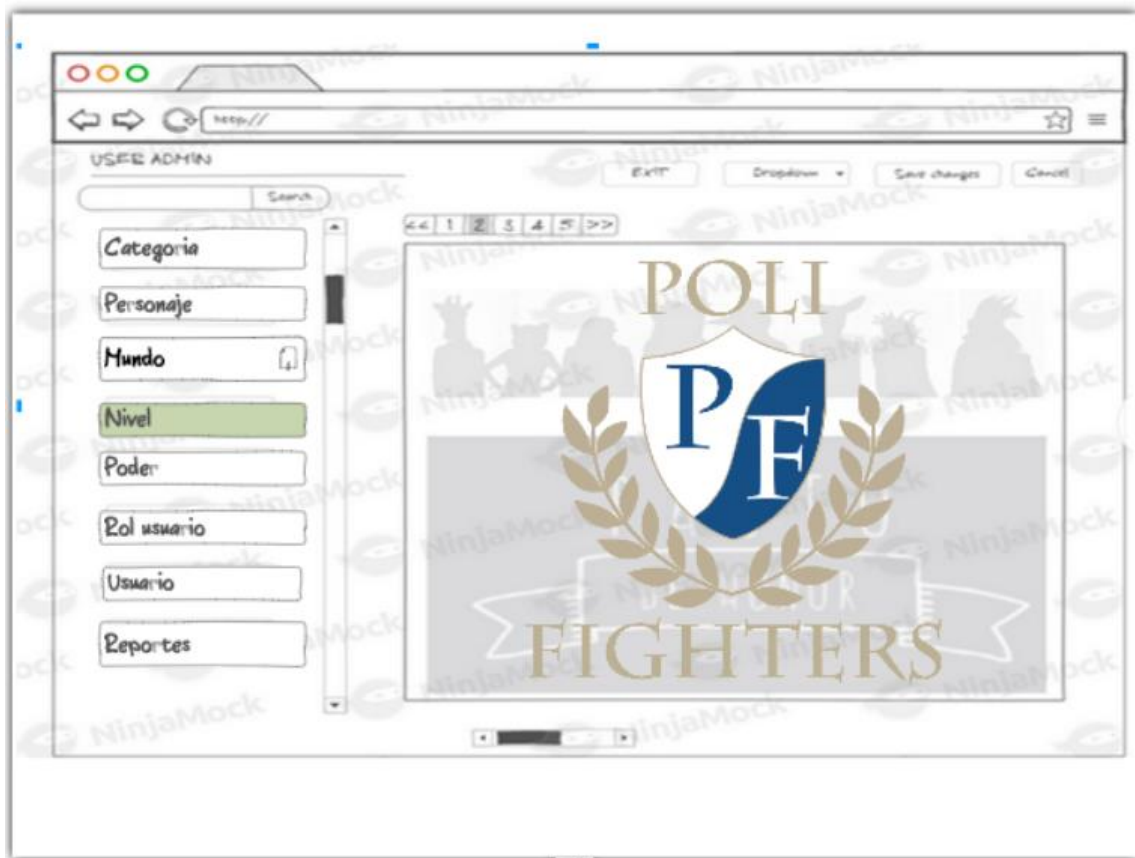 http://
USER ADMIN
EXIT
Dropdown
Save changes
Cancel
Search
<< 1 2 3 4 5 >>
Categoria
Personaje
Mundo
Nivel
Poder
Rol usuario
Usuario
Reportes
POLI
PF
FIGHTERS
NinjaMock